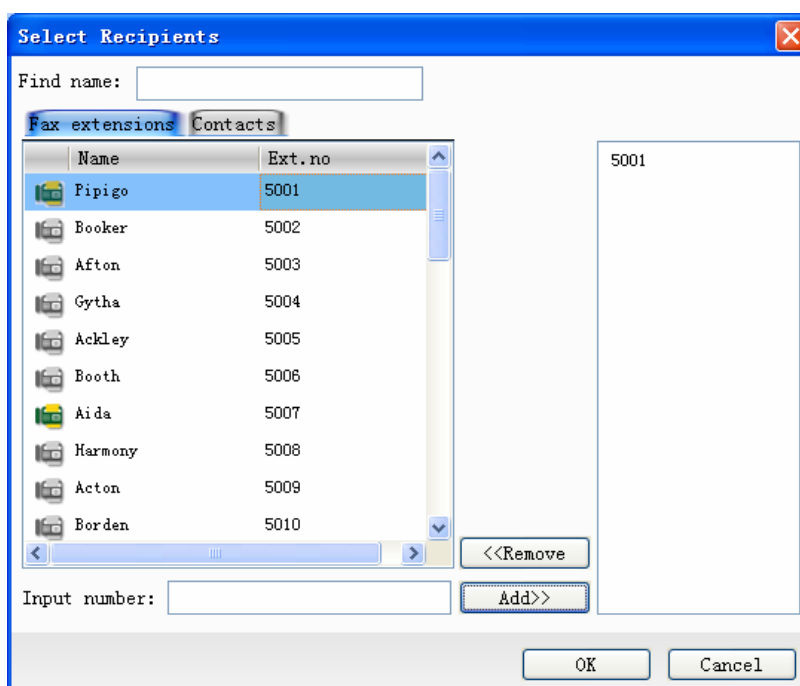 Select Recipients
Find name:
Fax extensions Contacts
Name Ext.no
Pipigo 5001
Booker 5002
Afton 5003
Gytha 5004
Ackley 5005
Booth 5006
Aida 5007
Harmony 5008
Acton 5009
Borden 5010
5001
<<Remove
Input number:
Add>>
OK Cancel